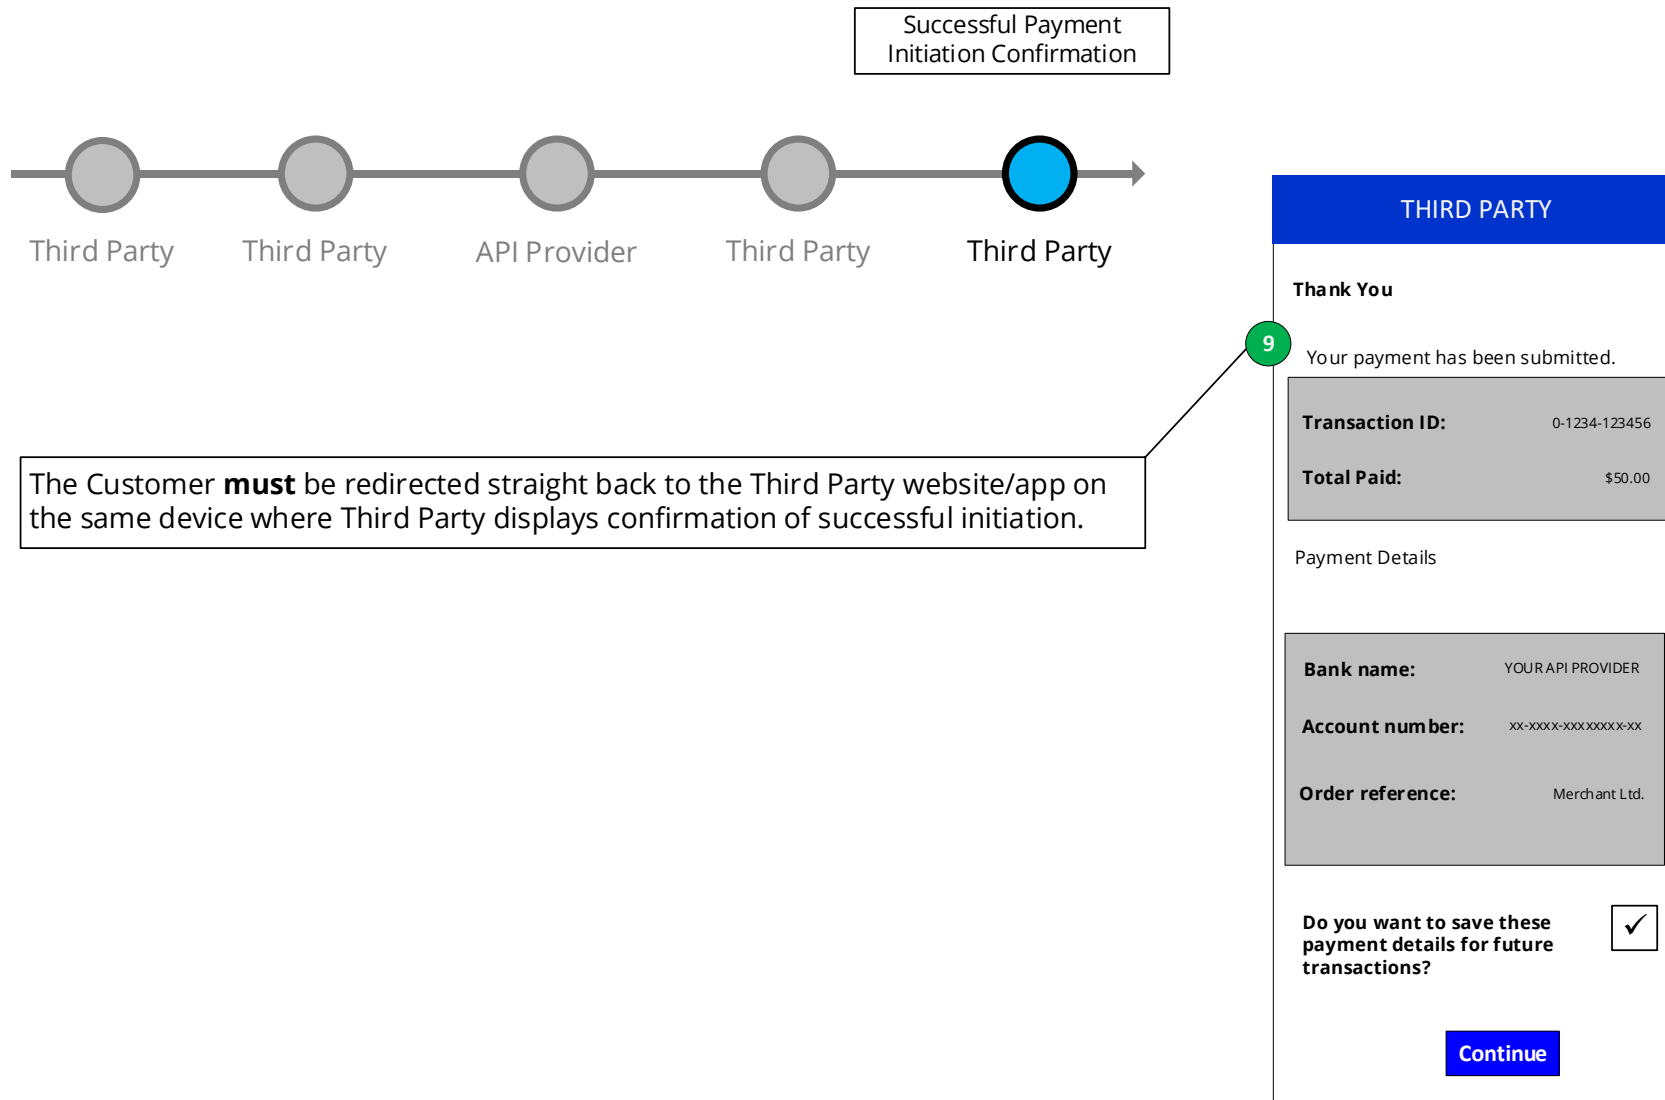 Successful Payment
Initiation Confirmation
Third Party
Third Party
API Provider
Third Party
Third Party
The Customer must be redirected straight back to the Third Party website/app on
the same device where Third Party displays confirmation of successful initiation.
THIRD PARTY
Thank You
9
Your payment has been submitted.
Transaction ID: 0-1234-123456
Total Paid: $50.00
Payment Details
Bank name: YOUR API PROVIDER
Account number: xx-xxxx-xxxxxxxx-xx
Order reference: Merchant Ltd.
Do you want to save these
payment details for future
transactions?
Continue